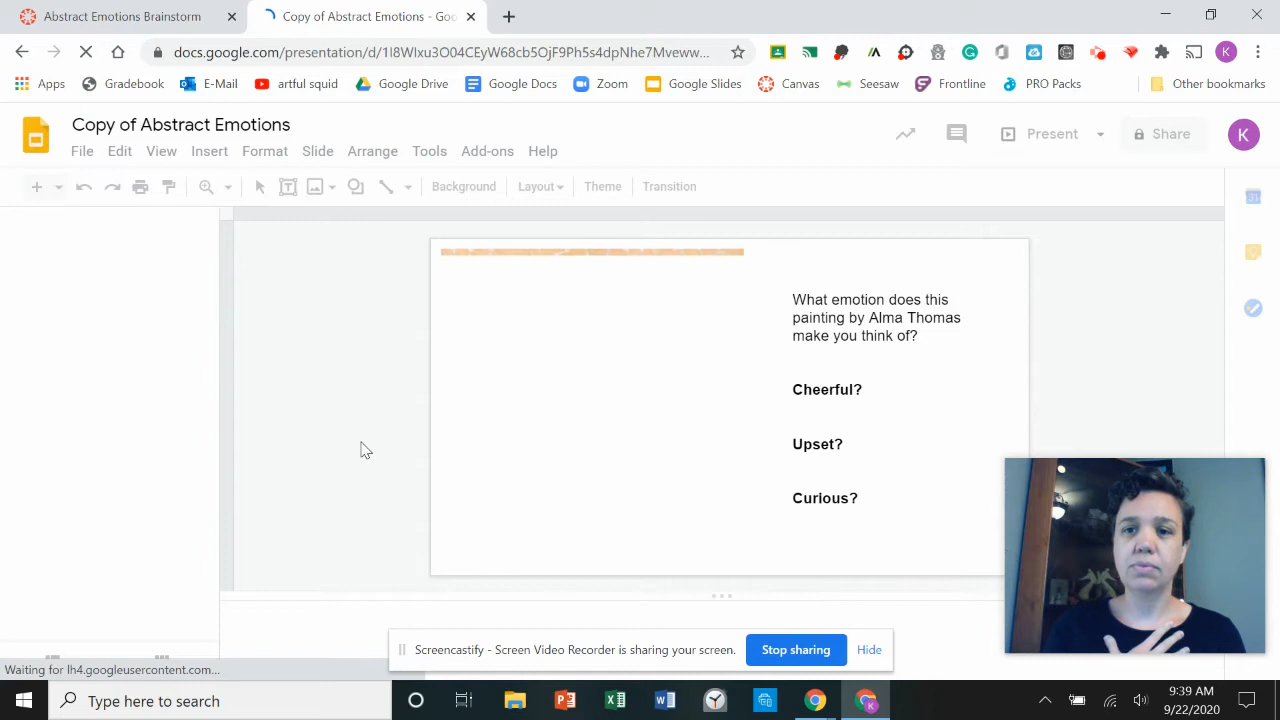 Abstract Emotions Brainstorm
Copy of Abstract Emotions - Goo
docs.google.com/presentation/d/1I8WIxu3O04CEyW68cb5OjF9Ph5s4dpNhe7Mveww...
Apps
Gradebook
E-Mail
artful squid
Google Drive
Google Docs
Zoom
Google Slides
Canvas
Seesaw
Frontline
PRO Packs
Other bookmarks
Copy of Abstract Emotions
Present
Share
K
File Edit View Insert Format Slide Arrange Tools Add-ons Help
Background Layout Theme Transition
What emotion does this
painting by Alma Thomas
make you think of?
Cheerful?
Upset?
Curious?
Screencastify - Screen Video Recorder is sharing your screen.
Stop sharing
Hide
Waiting for lh4.googleusercontent.com...
Type here to search
9:39 AM
9/22/2020